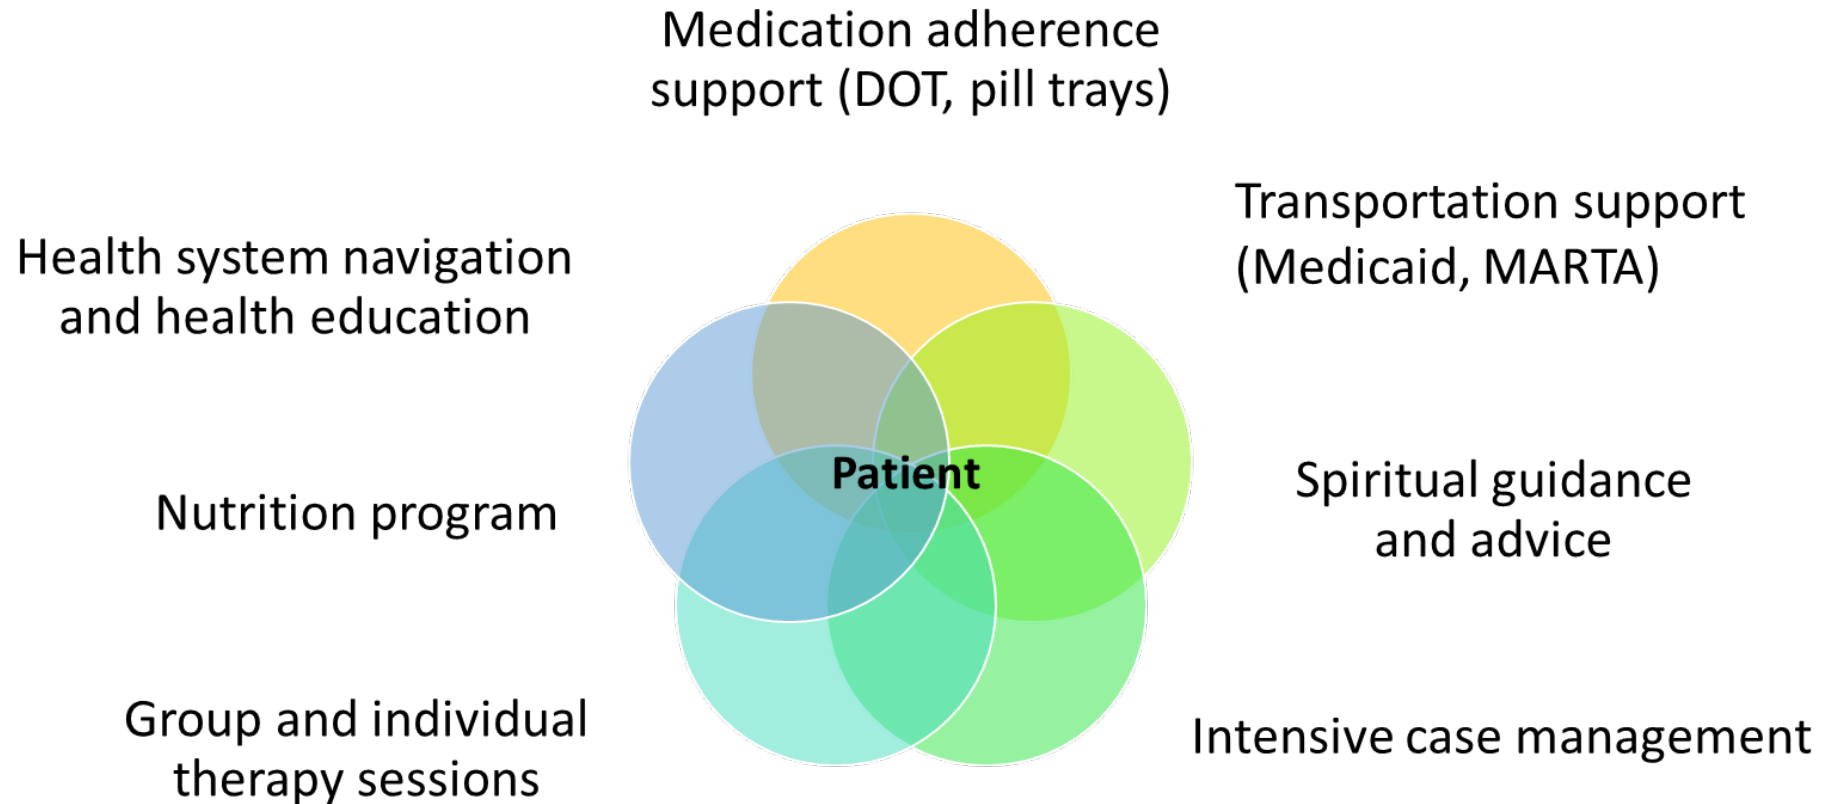 Medication adherence
support (DOT, pill trays)
Transportation support
(Medicaid, MARTA)
Health system navigation
and health education
Patient
Spiritual guidance
and advice
Nutrition program
Group and individual
therapy sessions
Intensive case management